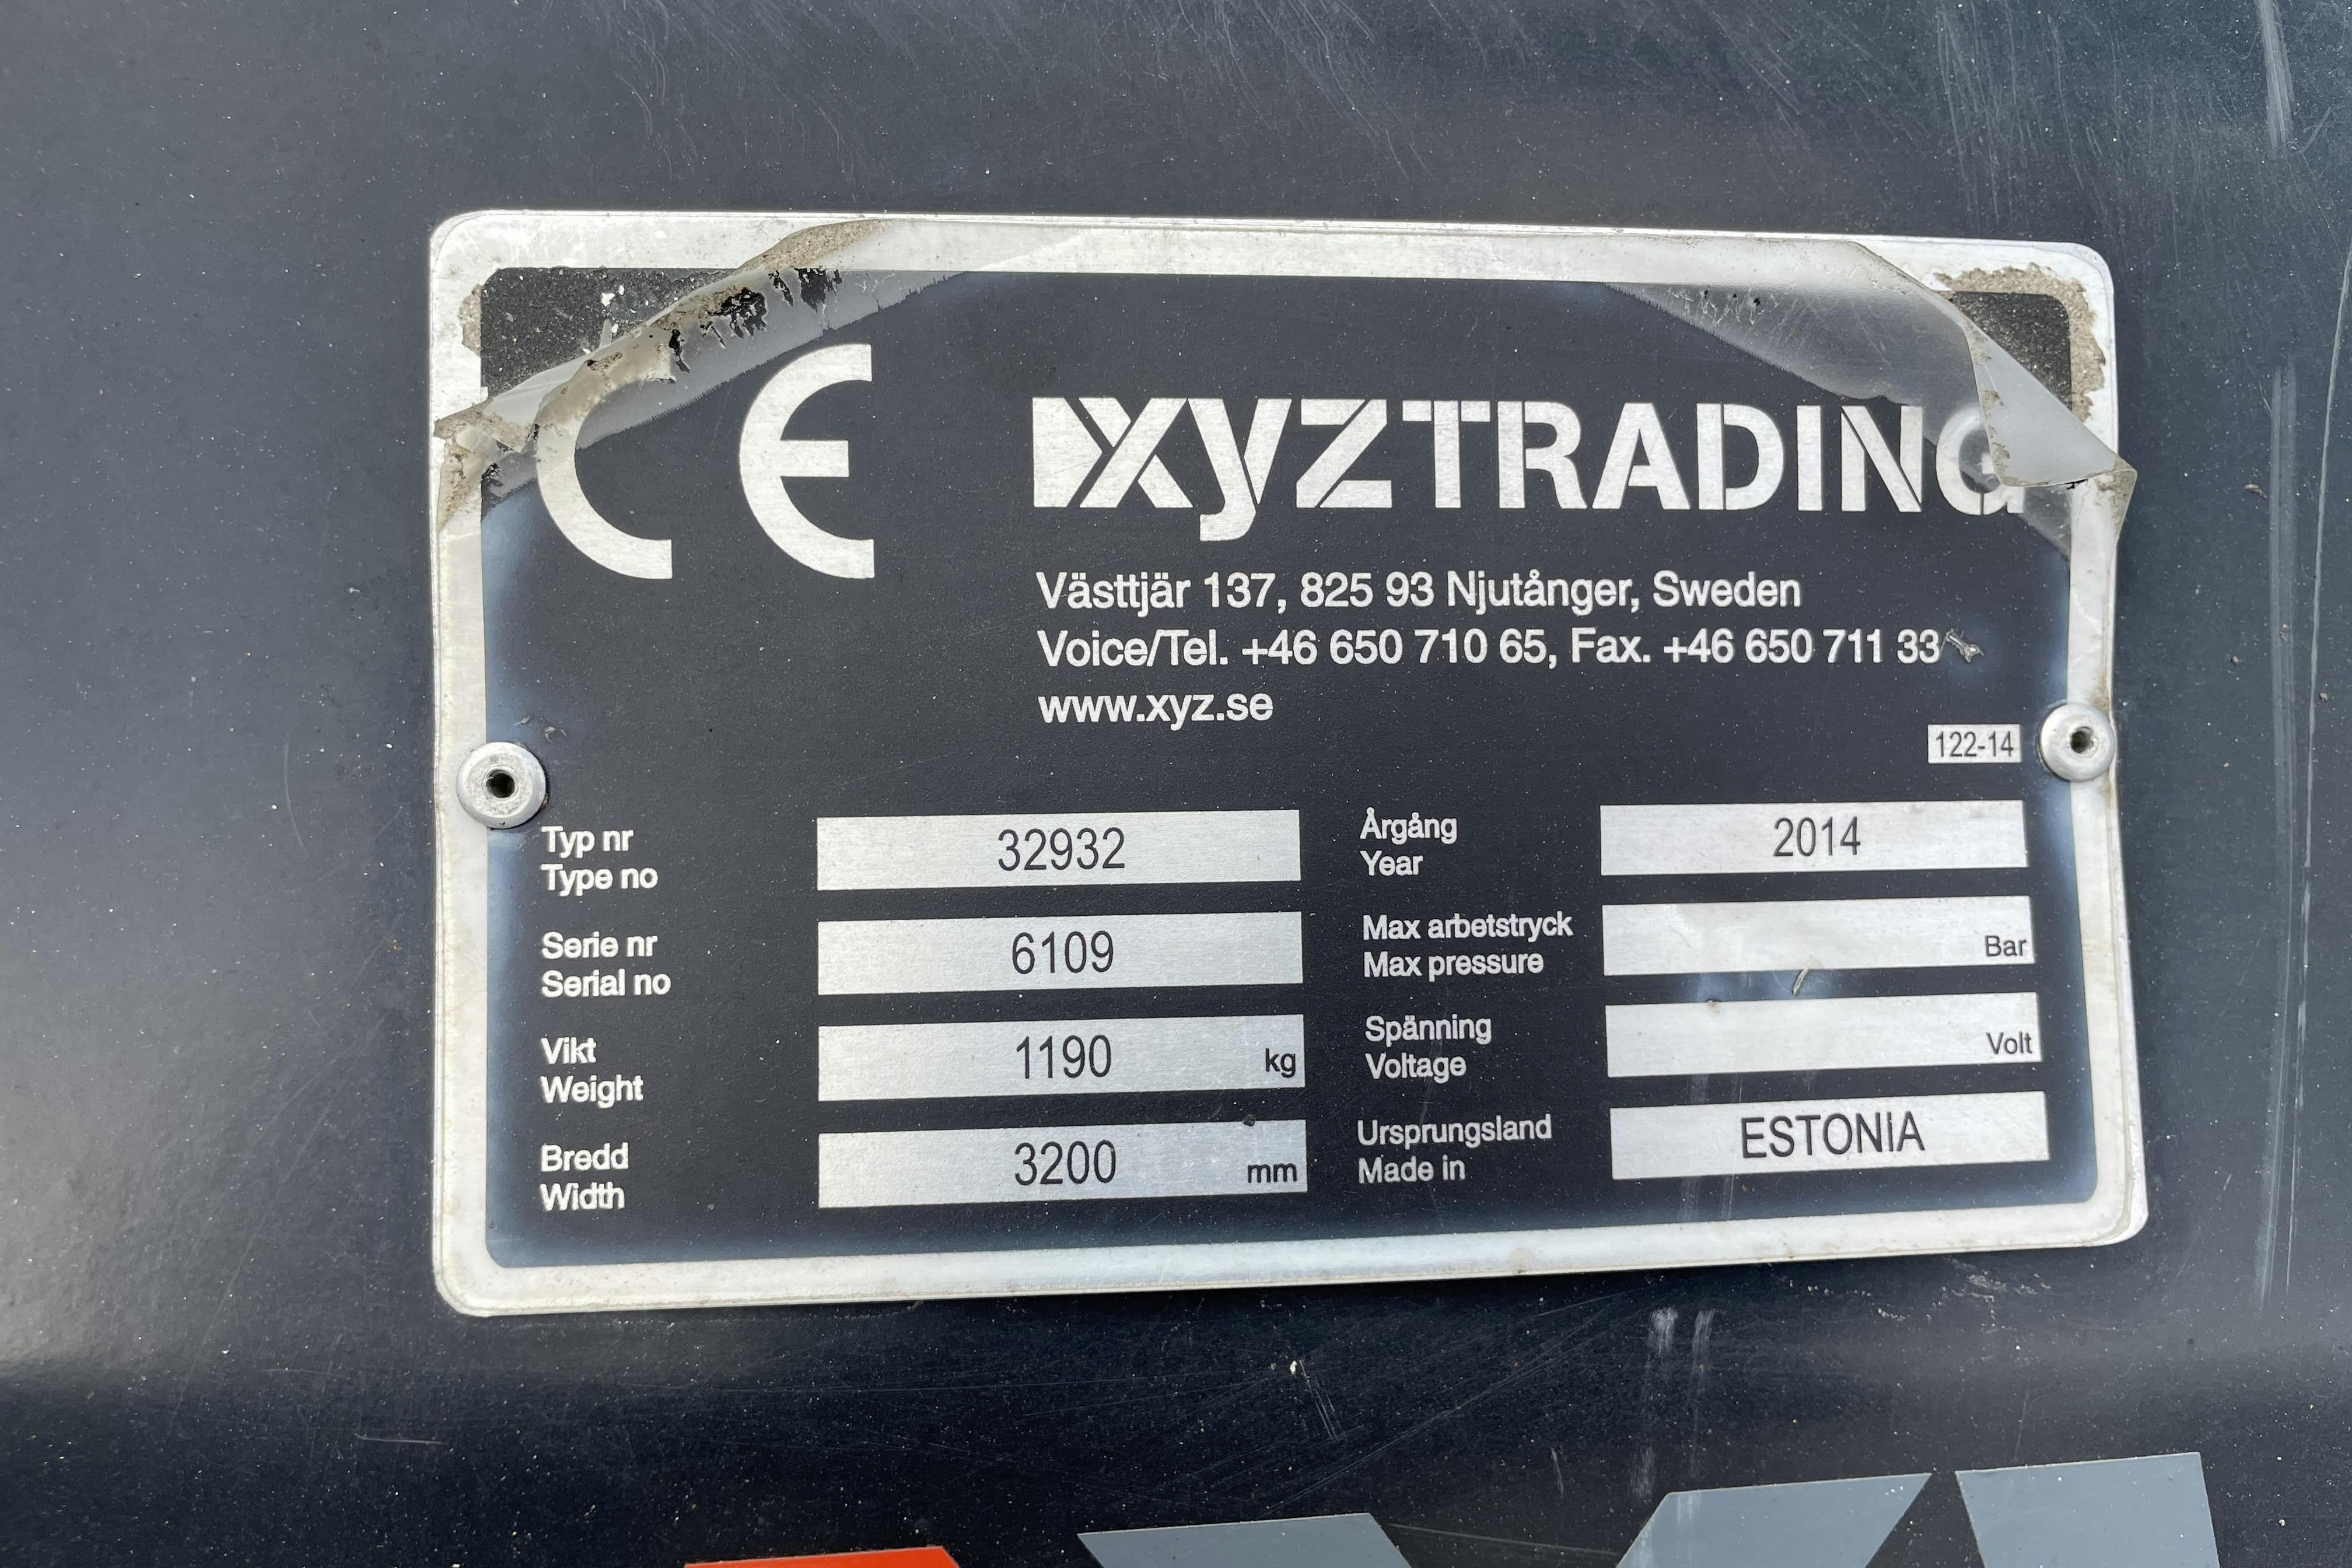 CE
xyzTRADING
Västtjär 137, 825 93 Njutånger, Sweden
Voice/Tel. +46 650 710 65, Fax. +46 650 711 33
www.xyz.se
122-14
Typ nr
Type no
32932
Årgång
Year
2014
Serie nr
Serial no
6109
Max arbetstryck
Max pressure
Bar
Vikt
Weight
1190 kg
Spänning
Voltage
Volt
Bredd
Width
3200 mm
Ursprungsland
Made in
ESTONIA